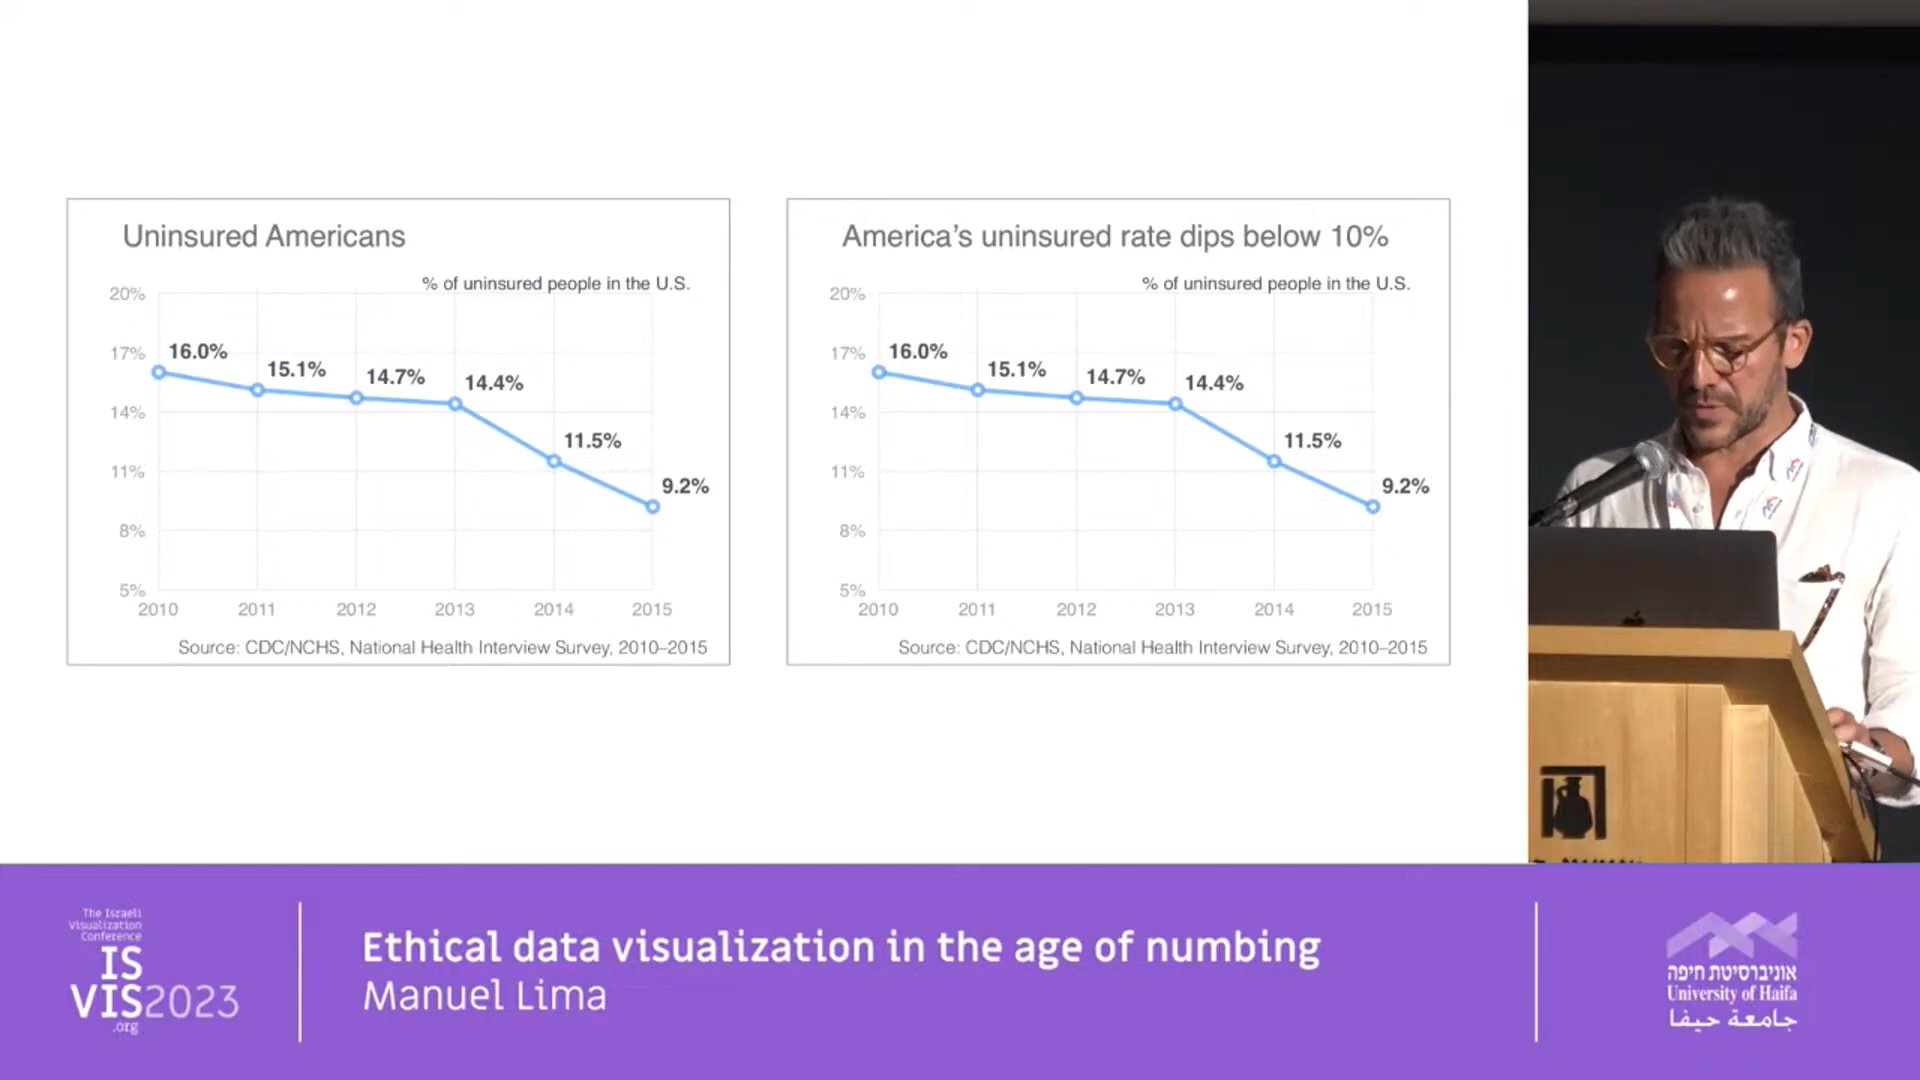 Uninsured Americans
% of uninsured people in the U.S.
20%
17%
14%
11%
8%
5%
16.0%
15.1%
14.7%
14.4%
11.5%
9.2%
2010 2011 2012 2013 2014 2015
Source: CDC/NCHS, National Health Interview Survey, 2010–2015
America’s uninsured rate dips below 10%
% of uninsured people in the U.S.
20%
17%
14%
11%
8%
5%
16.0%
15.1%
14.7%
14.4%
11.5%
9.2%
2010 2011 2012 2013 2014 2015
Source: CDC/NCHS, National Health Interview Survey, 2010–2015
The Israeli
Visualization
Conference
IS
VIS2023
.org
Ethical data visualization in the age of numbing
Manuel Lima
אוניברסיטת חיפה
University of Haifa
جامعة حيفا